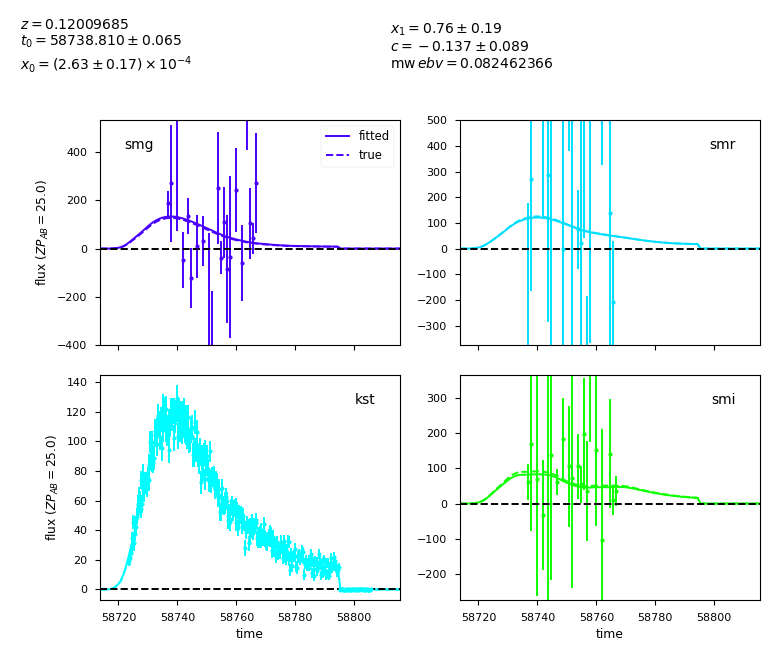 z = 0.12009685
t₀ = 58738.810 ± 0.065
x₀ = (2.63 ± 0.17) × 10⁻⁴
x₁ = 0.76 ± 0.19
c = −0.137 ± 0.089
mw ebv = 0.082462366
smg
fitted
true
400
200
0
−200
−400
flux (ZP_AB = 25.0)
smr
500
400
300
200
100
0
−100
−200
−300
kst
140
120
100
80
60
40
20
0
flux (ZP_AB = 25.0)
58720 58740 58760 58780 58800
time
smi
300
200
100
0
−100
−200
58720 58740 58760 58780 58800
time